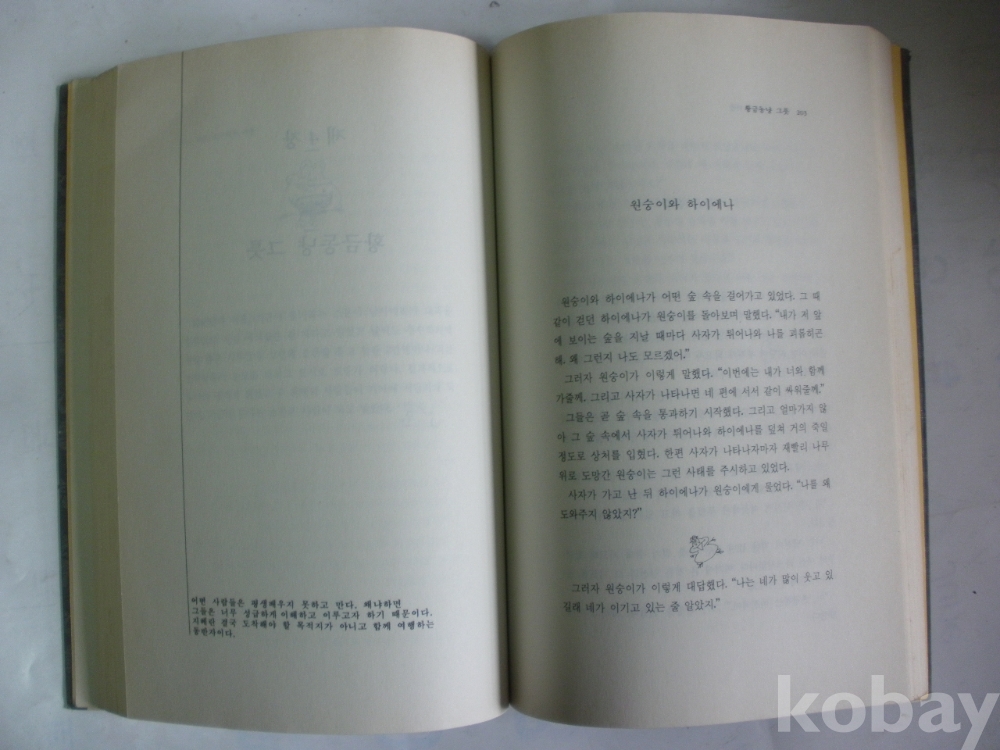 어떤 사람들은 평생배우지 못하고 만다. 왜냐하면
그들은 너무 성급하게 이해하고 이루고자 하기 때문이다.
지혜란 결국 도착해야 할 목적지가 아니고 함께 여행하는
동반자이다.
황금능낭 그릇
원숭이와 하이에나
원숭이와 하이에나가 어떤 숲 속을 걸어가고 있었다. 그 때
같이 걷던 하이에나가 원숭이를 돌아보며 말했다. "내가 저 앞
에 보이는 숲을 지날 때마다 사자가 뛰어나와 나를 괴롭히곤
해. 왜 그런지 나도 모르겠어."
그러자 원숭이가 이렇게 말했다. "이번에는 내가 너와 함께
가줄께. 그리고 사자가 나타나면 네 편에 서서 같이 싸워줄께."
그들은 곧 숲 속을 통과하기 시작했다. 그리고 얼마가지 않
아 그 숲 속에서 사자가 뛰어나와 하이에나를 덮쳐 거의 죽일
정도로 상처를 입혔다. 한편 사자가 나타나자마자 재빨리 나무
위로 도망간 원숭이는 그런 사태를 주시하고 있었다.
사자가 가고 난 뒤 하이에나가 원숭이에게 물었다. "나를 왜
도와주지 않았지?"
그러자 원숭이가 이렇게 대답했다. "나는 네가 많이 웃고 있
길래 네가 이기고 있는 줄 알았지."
kobay